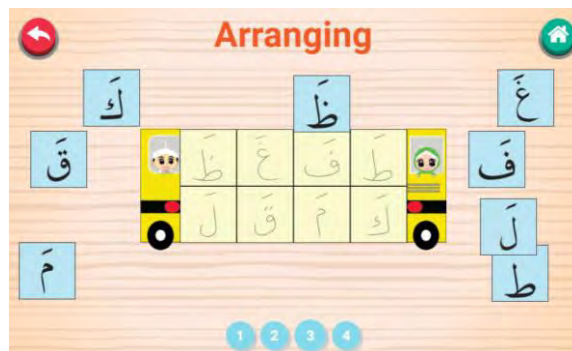 Arranging
غَ
ظَ
كَ
فَ
قَ
طَ فَ غَ ظَ
كَ مَ قَ لَ
لَ
ط
مَ
1 2 3 4